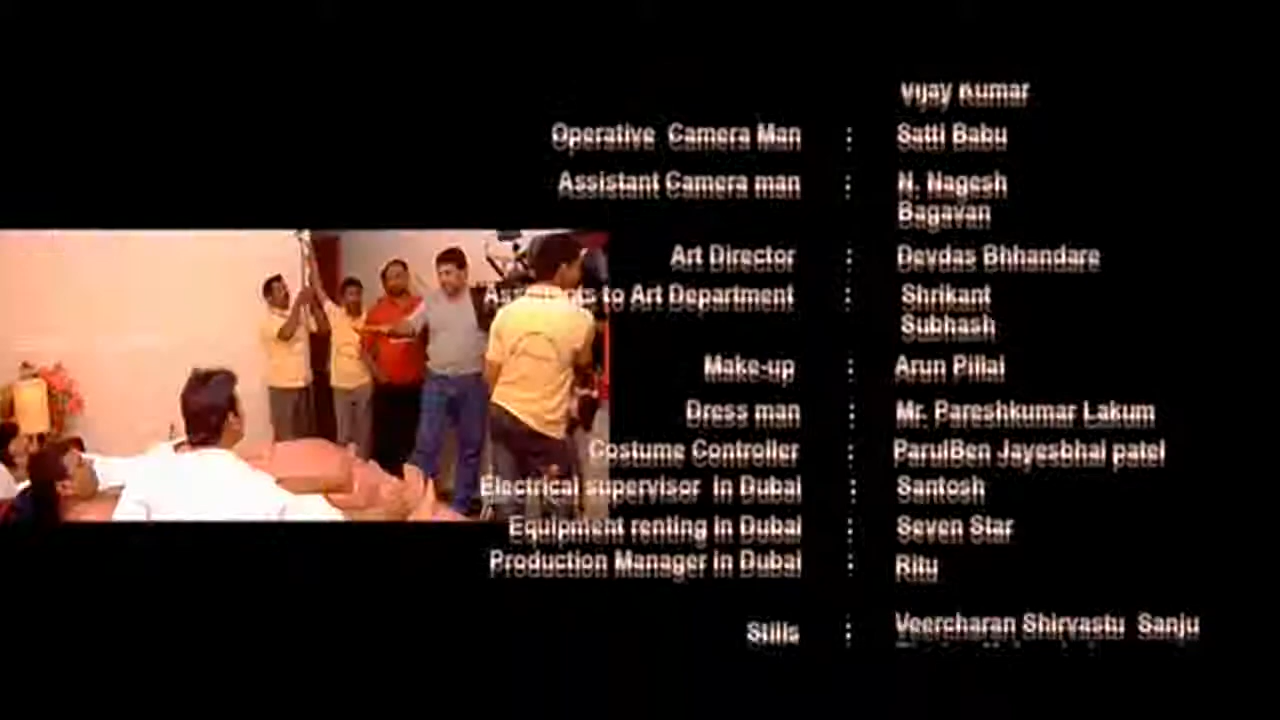 Vijay Kumar
Operative Camera Man : Satti Babu
Assistant Camera man : N. Nagesh
Bagavan
Art Director : Devdas Bhhandare
Assistants to Art Department : Shrikant
Subhash
Make-up : Arun Pillai
Dress man : Mr. Pareshkumar Lakum
Costume Controller : ParulBen Jayesbhai patel
Electrical supervisor in Dubai : Santosh
Equipment renting in Dubai : Seven Star
Production Manager in Dubai : Ritu
Stills : Veercharan Shirvastu Sanju